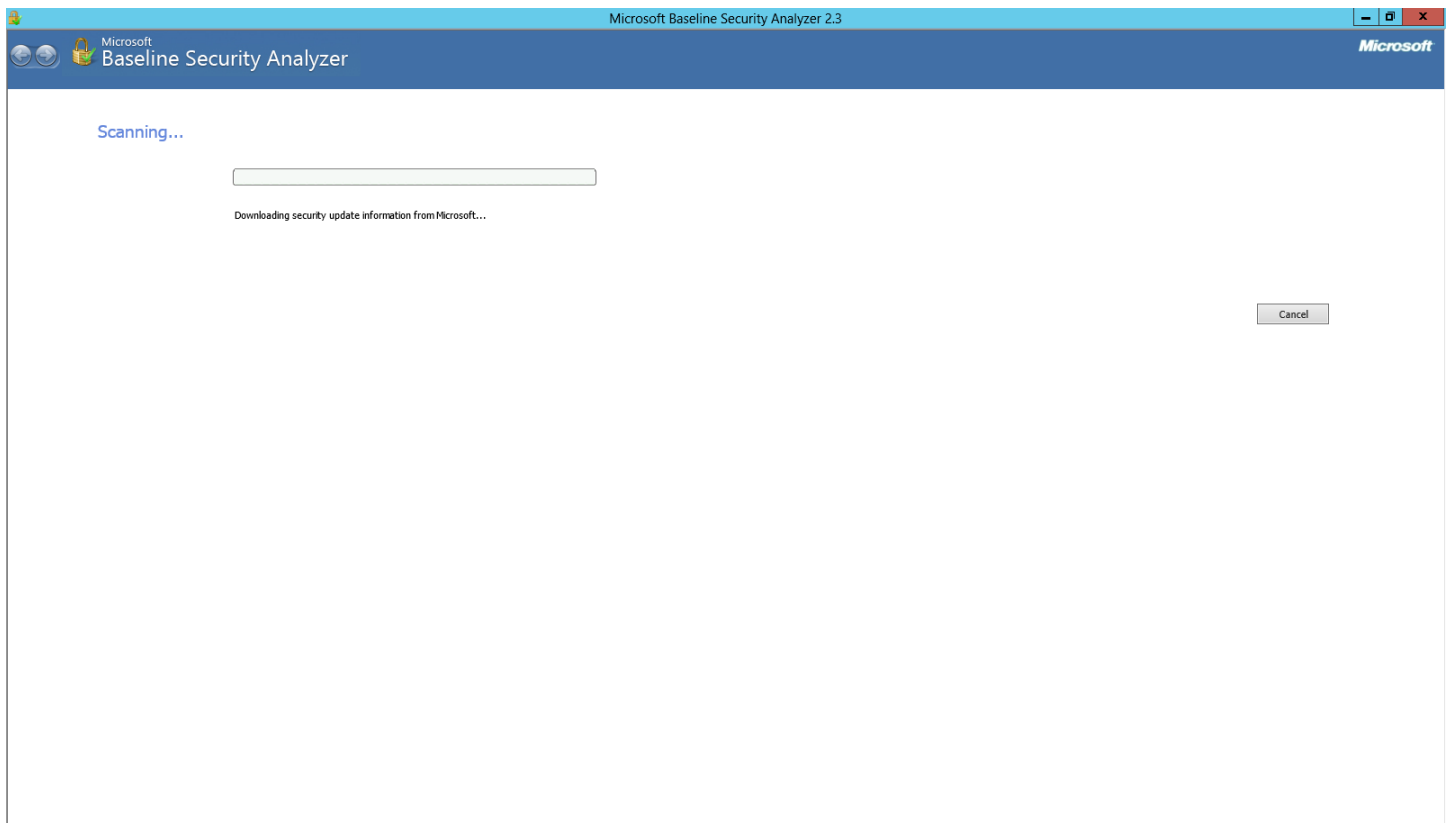 Microsoft Baseline Security Analyzer 2.3
Microsoft
Baseline Security Analyzer
Microsoft
Scanning...
Downloading security update information from Microsoft...
Cancel